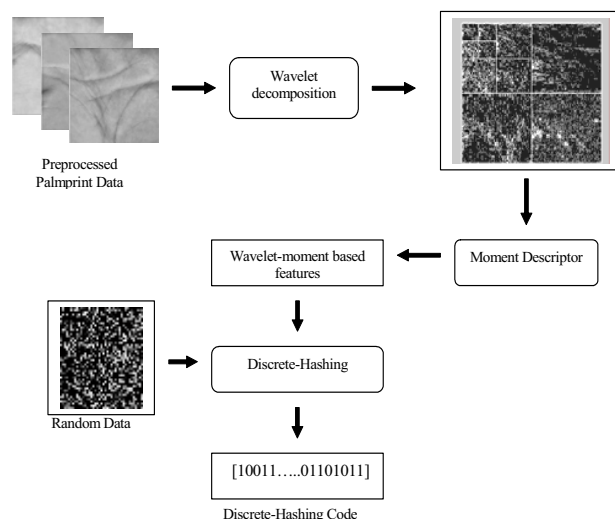 Wavelet
decomposition
Preprocessed
Palmprint Data
Wavelet-moment based
features
Moment Descriptor
Discrete-Hashing
Random Data
[10011…..01101011]
Discrete-Hashing Code